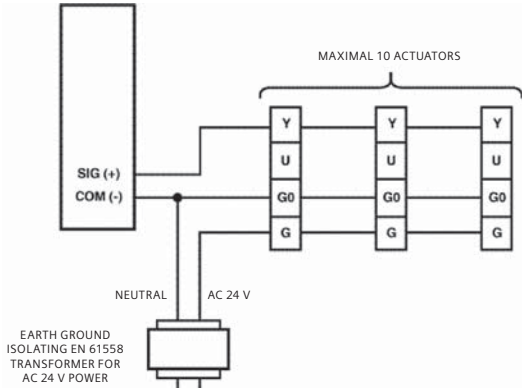 MAXIMAL 10 ACTUATORS
Y Y Y
U U U
SIG (+)
COM (-)
G0 G0 G0
G G G
NEUTRAL AC 24 V
EARTH GROUND
ISOLATING EN 61558
TRANSFORMER FOR
AC 24 V POWER